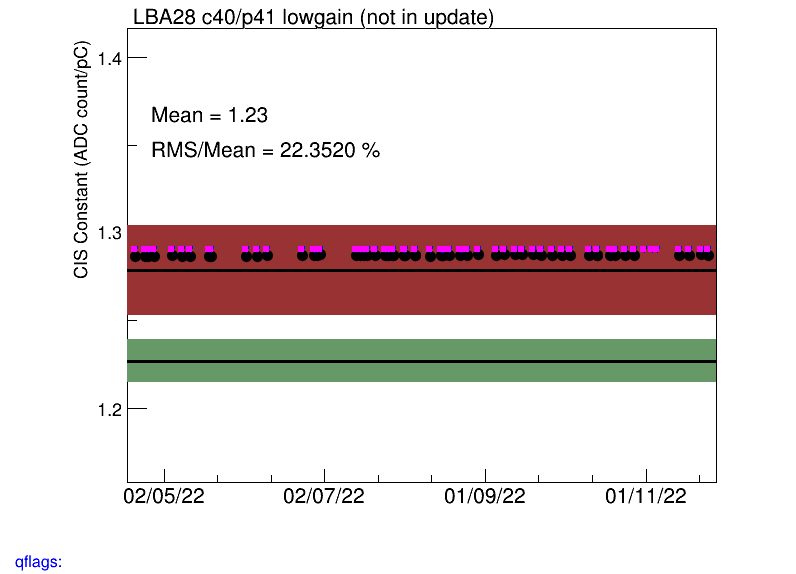 LBA28 c40/p41 lowgain (not in update)
CIS Constant (ADC count/pC)
1.4
Mean = 1.23
RMS/Mean = 22.3520 %
1.3
1.2
02/05/22 02/07/22 01/09/22 01/11/22
qflags: